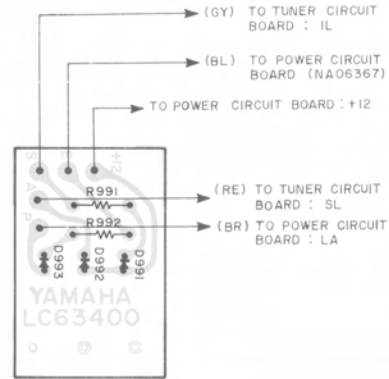 (GY) TO TUNER CIRCUIT
BOARD : IL
(BL) TO POWER CIRCUIT
BOARD (NA06367)
TO POWER CIRCUIT BOARD : +12
S E +12
A
P
R991
(RE) TO TUNER CIRCUIT
BOARD : SL
R992
(BR) TO POWER CIRCUIT
BOARD : LA
D993 D992 D991
YAMAHA
LC63400